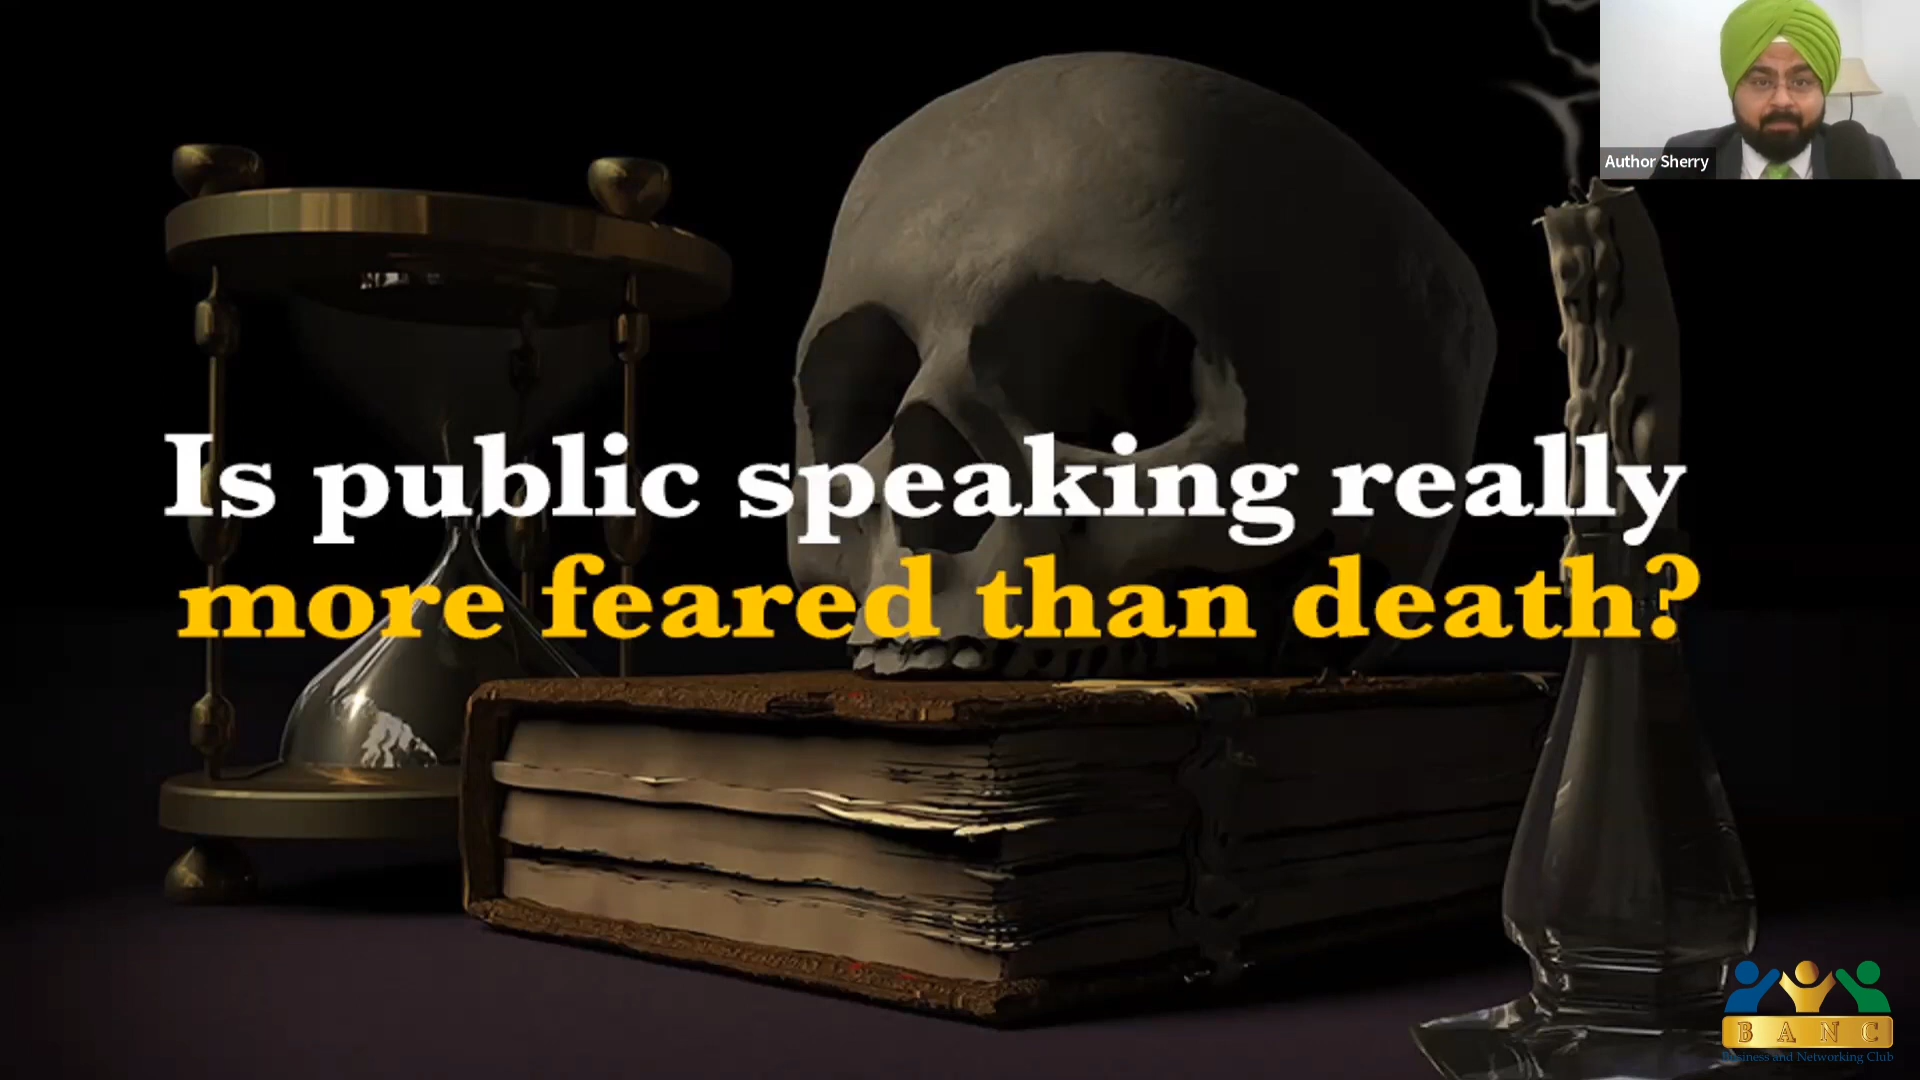 Author Sherry
Is public speaking really
more feared than death?
B A N C
Business and Networking Club